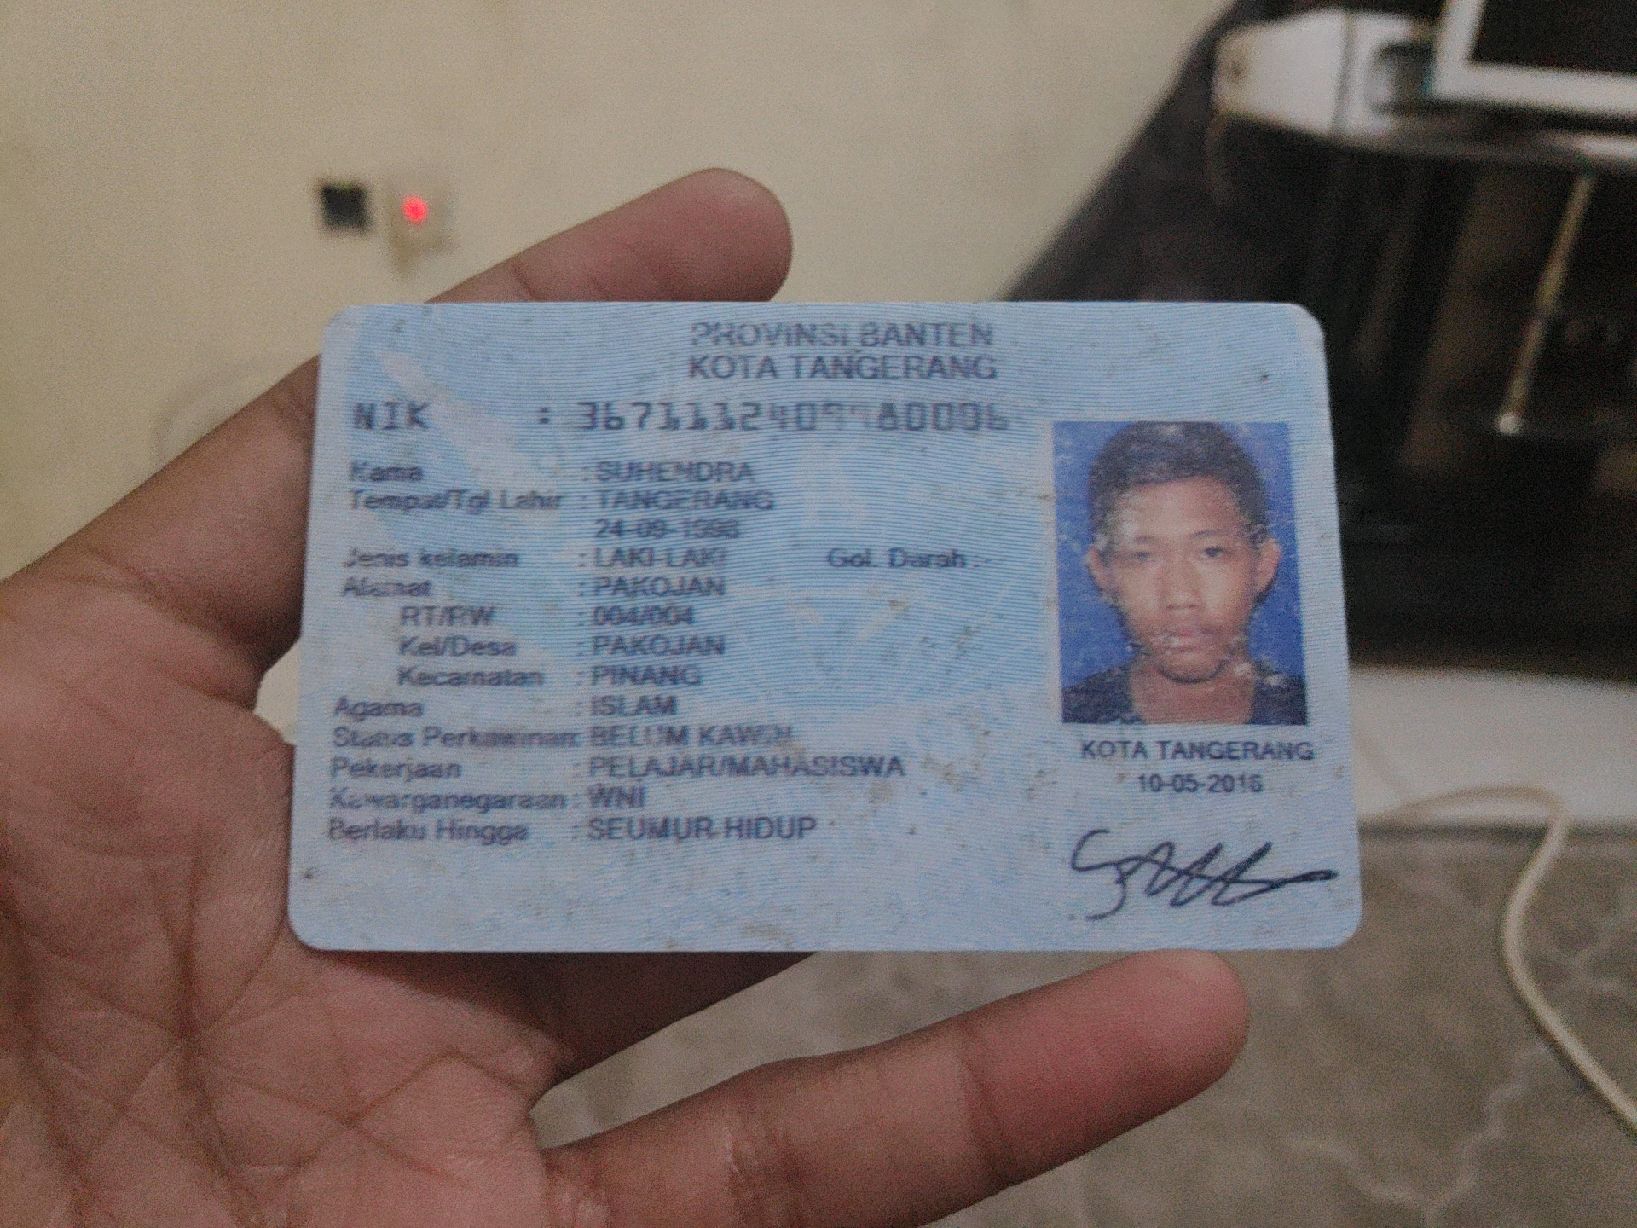 PROVINSI BANTEN
KOTA TANGERANG
NIK :
Nama : SUHENDRA
Tempat/Tgl Lahir : TANGERANG
24-09-1998
Jenis kelamin : LAKI-LAKI Gol. Darah : -
Alamat : PAKOJAN
RT/RW : 004/004
Kel/Desa : PAKOJAN
Kecamatan : PINANG
Agama : ISLAM
Status Perkawinan: BELUM KAWIN
Pekerjaan : PELAJAR/MAHASISWA
Kewarganegaraan : WNI
Berlaku Hingga : SEUMUR HIDUP
KOTA TANGERANG
10-05-2016